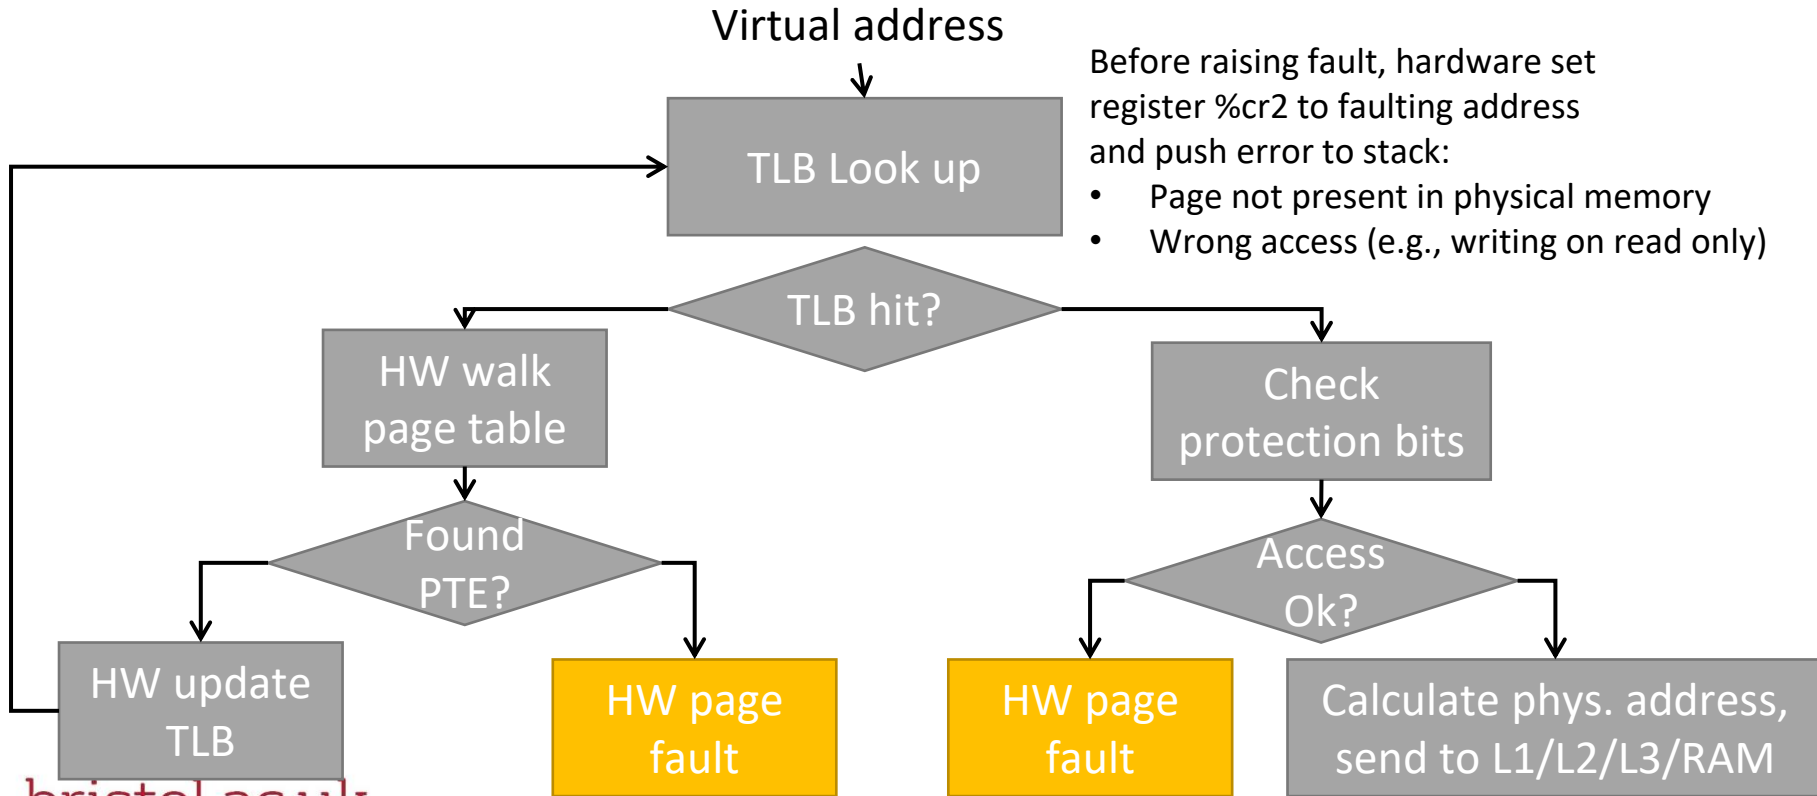 Virtual address
Before raising fault, hardware set
register %cr2 to faulting address
and push error to stack:
• Page not present in physical memory
• Wrong access (e.g., writing on read only)
TLB Look up
TLB hit?
HW walk
page table
Check
protection bits
Found
PTE?
Access
Ok?
HW update
TLB
HW page
fault
HW page
fault
Calculate phys. address,
send to L1/L2/L3/RAM
bristol.ac.uk